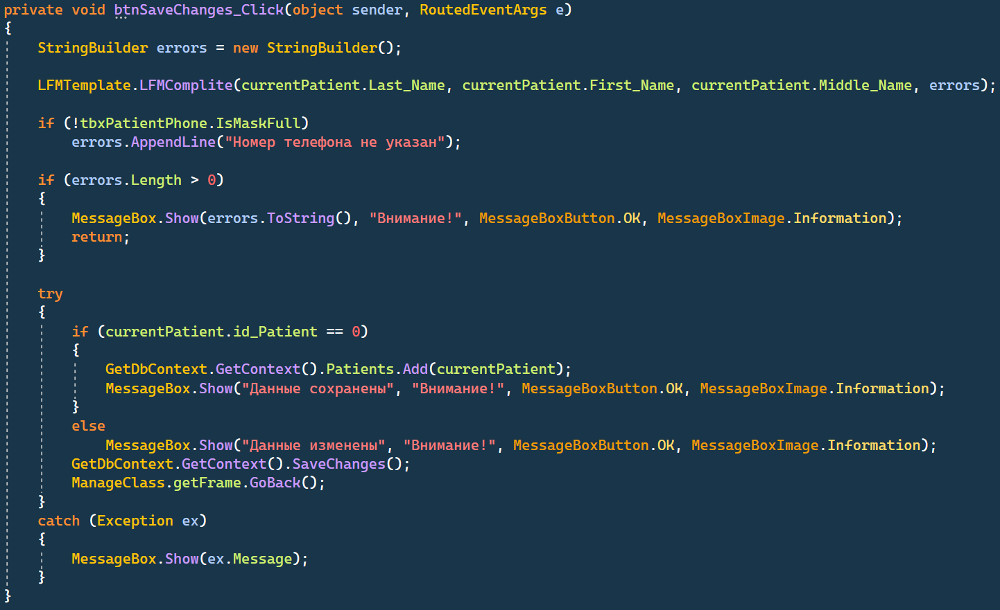 private void btnSaveChanges_Click(object sender, RoutedEventArgs e)
{
    StringBuilder errors = new StringBuilder();
    LFMTemplate.LFMComplite(currentPatient.Last_Name, currentPatient.First_Name, currentPatient.Middle_Name, errors);
    if (!tbxPatientPhone.IsMaskFull)
        errors.AppendLine("Номер телефона не указан");
    if (errors.Length > 0)
    {
        MessageBox.Show(errors.ToString(), "Внимание!", MessageBoxButton.OK, MessageBoxImage.Information);
        return;
    }
    try
    {
        if (currentPatient.id_Patient == 0)
        {
            GetDbContext.GetContext().Patients.Add(currentPatient);
            MessageBox.Show("Данные сохранены", "Внимание!", MessageBoxButton.OK, MessageBoxImage.Information);
        }
        else
            MessageBox.Show("Данные изменены", "Внимание!", MessageBoxButton.OK, MessageBoxImage.Information);
        GetDbContext.GetContext().SaveChanges();
        ManageClass.getFrame.GoBack();
    }
    catch (Exception ex)
    {
        MessageBox.Show(ex.Message);
    }
}